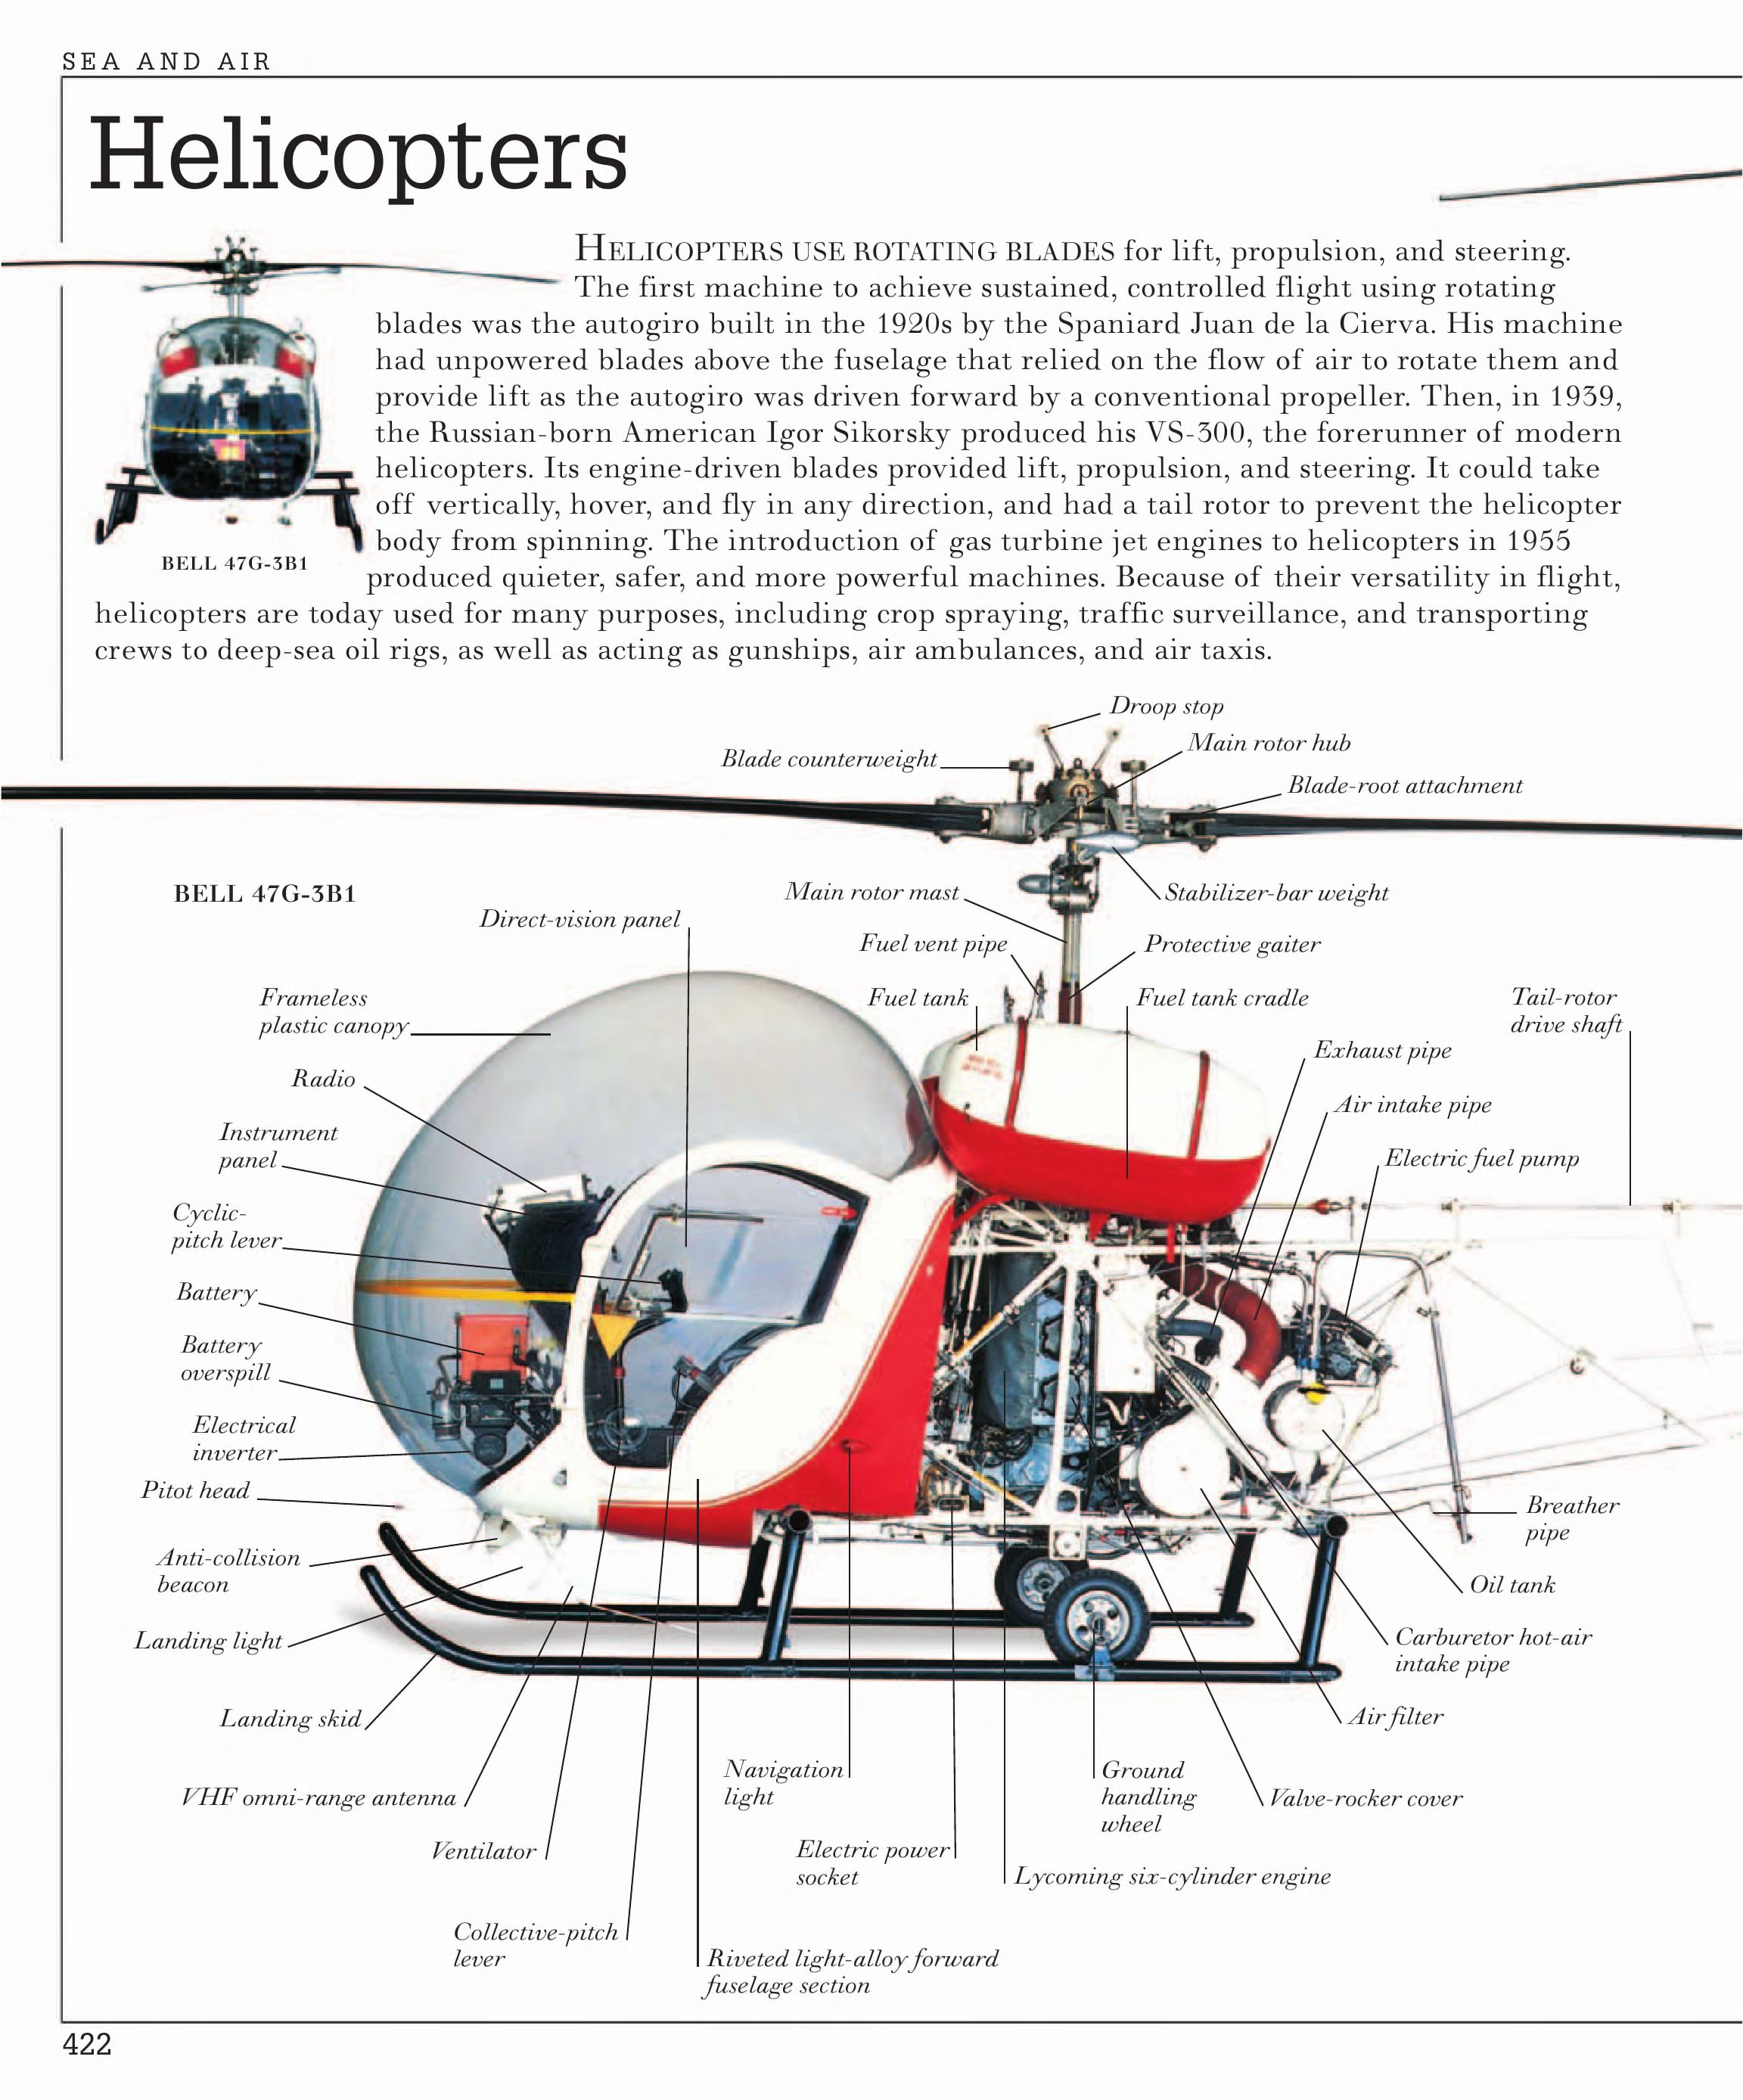 SEA AND AIR
Helicopters
HELICOPTERS USE ROTATING BLADES for lift, propulsion, and steering.
The first machine to achieve sustained, controlled flight using rotating
blades was the autogiro built in the 1920s by the Spaniard Juan de la Cierva. His machine
had unpowered blades above the fuselage that relied on the flow of air to rotate them and
provide lift as the autogiro was driven forward by a conventional propeller. Then, in 1939,
the Russian-born American Igor Sikorsky produced his VS-300, the forerunner of modern
helicopters. Its engine-driven blades provided lift, propulsion, and steering. It could take
off vertically, hover, and fly in any direction, and had a tail rotor to prevent the helicopter
body from spinning. The introduction of gas turbine jet engines to helicopters in 1955
BELL 47G-3B1
produced quieter, safer, and more powerful machines. Because of their versatility in flight,
helicopters are today used for many purposes, including crop spraying, traffic surveillance, and transporting
crews to deep-sea oil rigs, as well as acting as gunships, air ambulances, and air taxis.
Droop stop
Main rotor hub
Blade counterweight
Blade-root attachment
BELL 47G-3B1
Main rotor mast
Stabilizer-bar weight
Direct-vision panel
Fuel vent pipe
Protective gaiter
Frameless
plastic canopy
Fuel tank
Fuel tank cradle
Tail-rotor
drive shaft
Exhaust pipe
Radio
Air intake pipe
Instrument
panel
Electric fuel pump
Cyclic-
pitch lever
Battery
Battery
overspill
Electrical
inverter
Pitot head
Breather
pipe
Anti-collision
beacon
Oil tank
Landing light
Carburetor hot-air
intake pipe
Landing skid
Air filter
Navigation
light
Ground
handling
wheel
VHF omni-range antenna
Valve-rocker cover
Ventilator
Electric power
socket
Lycoming six-cylinder engine
Collective-pitch
lever
Riveted light-alloy forward
fuselage section
422